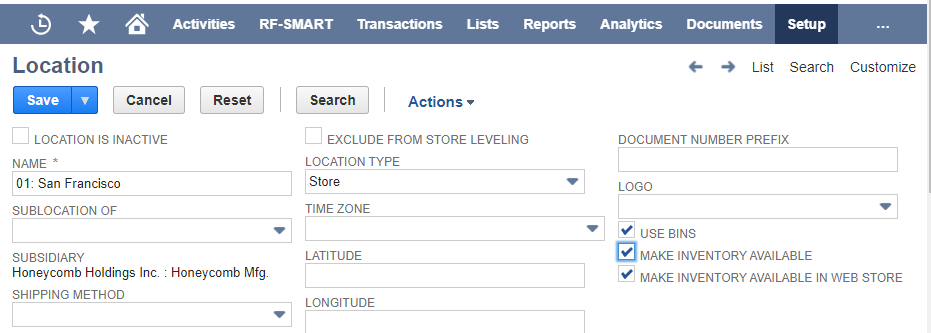 Activities RF-SMART Transactions Lists Reports Analytics Documents Setup ...
Location
List Search Customize
Save Cancel Reset Search Actions
LOCATION IS INACTIVE
NAME *
01: San Francisco
SUBLOCATION OF
SUBSIDIARY
Honeycomb Holdings Inc. : Honeycomb Mfg.
SHIPPING METHOD
EXCLUDE FROM STORE LEVELING
LOCATION TYPE
Store
TIME ZONE
LATITUDE
LONGITUDE
DOCUMENT NUMBER PREFIX
LOGO
USE BINS
MAKE INVENTORY AVAILABLE
MAKE INVENTORY AVAILABLE IN WEB STORE